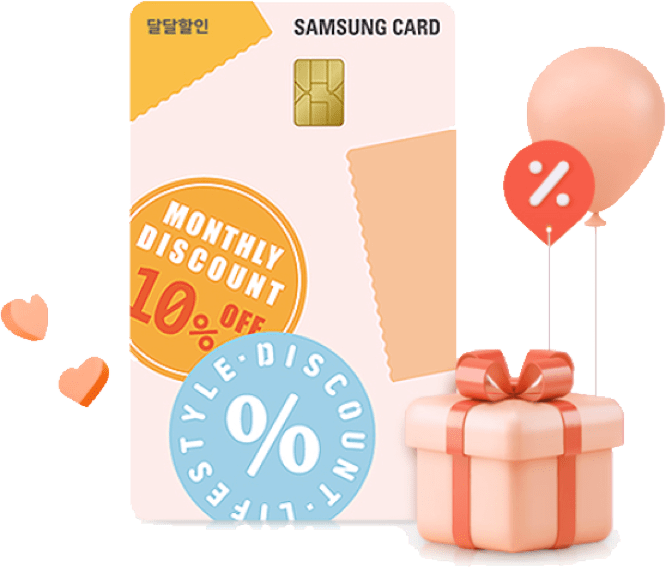 달달할인
SAMSUNG CARD
MONTHLY
DISCOUNT
10% OFF
%
LIFESTYLE·DISCOUNT·
%